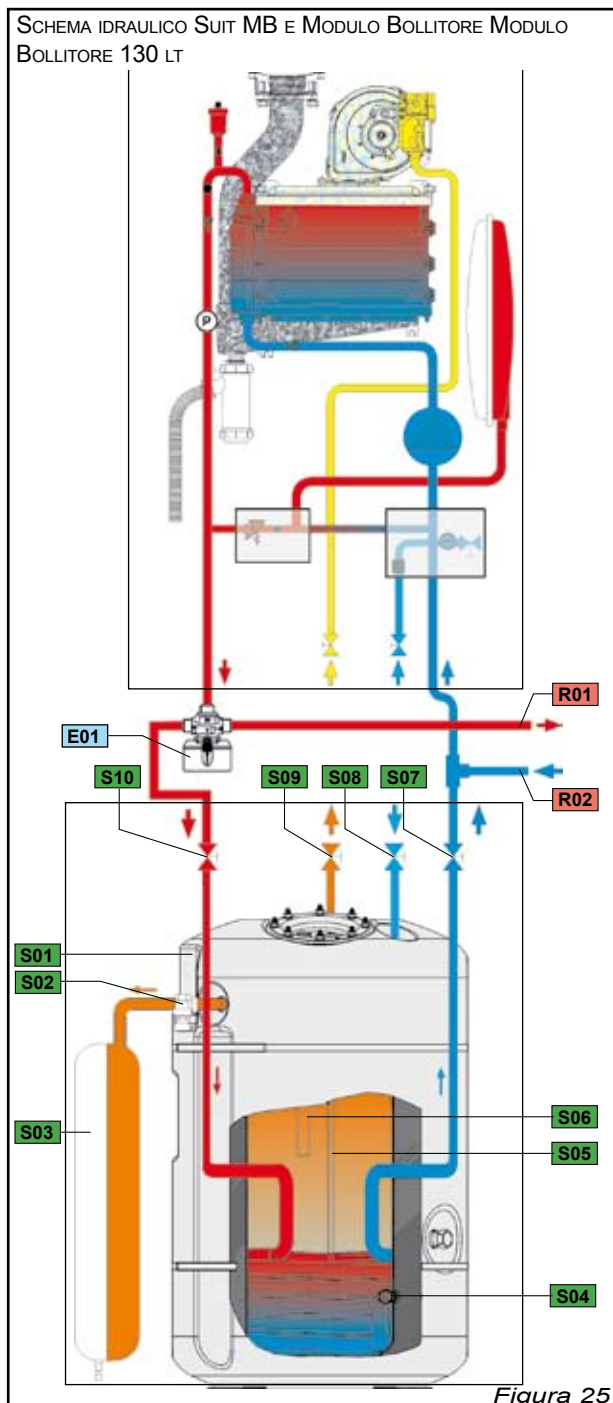 SCHEMA IDRAULICO SUIT MB E MODULO BOLLITORE MODULO
BOLLITORE 130 LT
P
R01
E01
S10
S09
S08
S07
R02
S01
S02
S03
S06
S05
S04
Figura 25